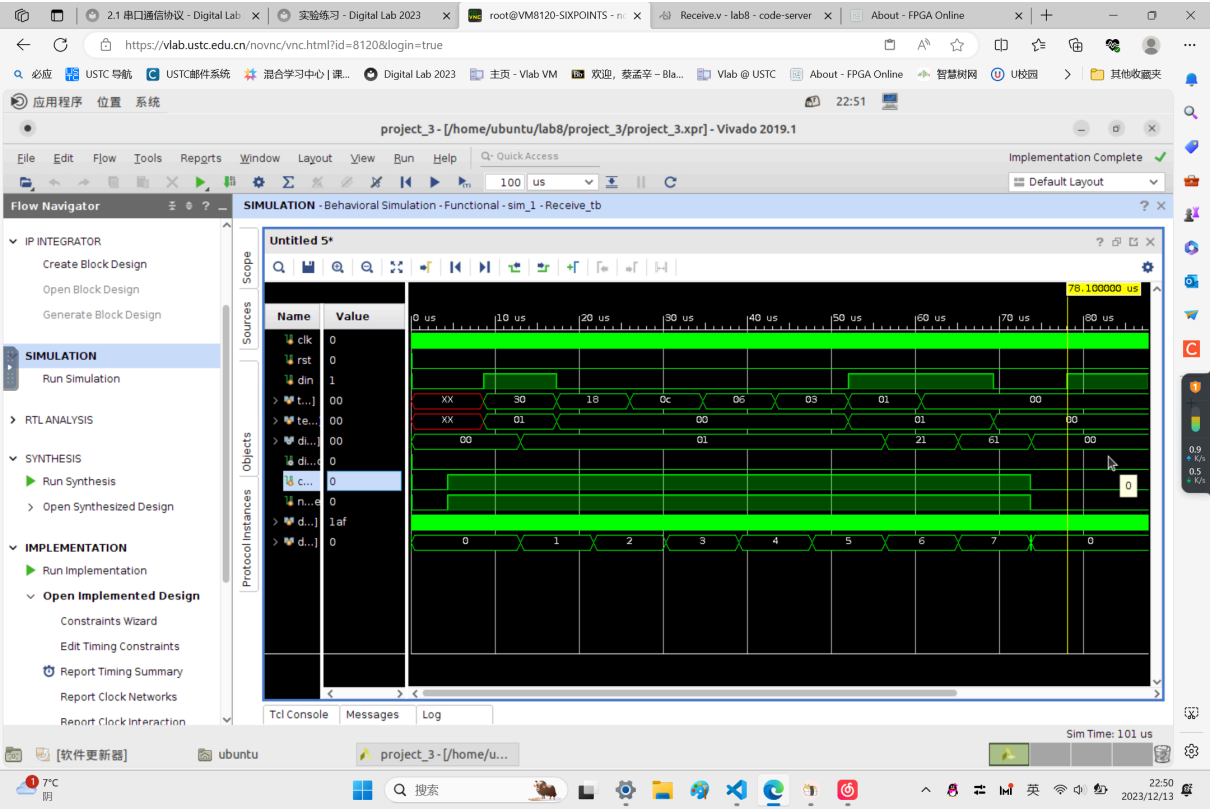 2.1 串口通信协议 - Digital Lab
实验练习 - Digital Lab 2023
root@VM8120-SIXPOINTS - no
Receive.v - lab8 - code-server
About - FPGA Online
https://vlab.ustc.edu.cn/novnc/vnc.html?id=8120&login=true
必应
USTC 导航
USTC邮件系统
混合学习中心 | 课...
Digital Lab 2023
主页 - Vlab VM
欢迎，蔡孟辛 – Bla...
Vlab @ USTC
About - FPGA Online
智慧树网
U校园
其他收藏夹
应用程序 位置 系统
22:51
project_3 - [/home/ubuntu/lab8/project_3/project_3.xpr] - Vivado 2019.1
File Edit Flow Tools Reports Window Layout View Run Help
Q- Quick Access
Implementation Complete
100 us
Default Layout
Flow Navigator
SIMULATION - Behavioral Simulation - Functional - sim_1 - Receive_tb
IP INTEGRATOR
Create Block Design
Open Block Design
Generate Block Design
SIMULATION
Run Simulation
RTL ANALYSIS
SYNTHESIS
Run Synthesis
Open Synthesized Design
IMPLEMENTATION
Run Implementation
Open Implemented Design
Constraints Wizard
Edit Timing Constraints
Report Timing Summary
Report Clock Networks
Report Clock Interaction
Scope
Sources
Objects
Protocol Instances
Untitled 5*
78.100000 us
Name Value
0 us 10 us 20 us 30 us 40 us 50 us 60 us 70 us 80 us
clk 0
rst 0
din 1
t...] 00 XX 30 18 0c 06 03 01 00
te... 00 XX 01 00 01 00
di...] 00 00 01 21 61 00
di... 0
c... 0
n...e 0
d...] 1af
d...] 0 0 1 2 3 4 5 6 7 0
0
Tcl Console Messages Log
Sim Time: 101 us
[软件更新器]
ubuntu
project_3 - [/home/u...
1
0.9
K/s
0.5
K/s
1
7°C
阴
搜索
英
22:50
2023/12/13